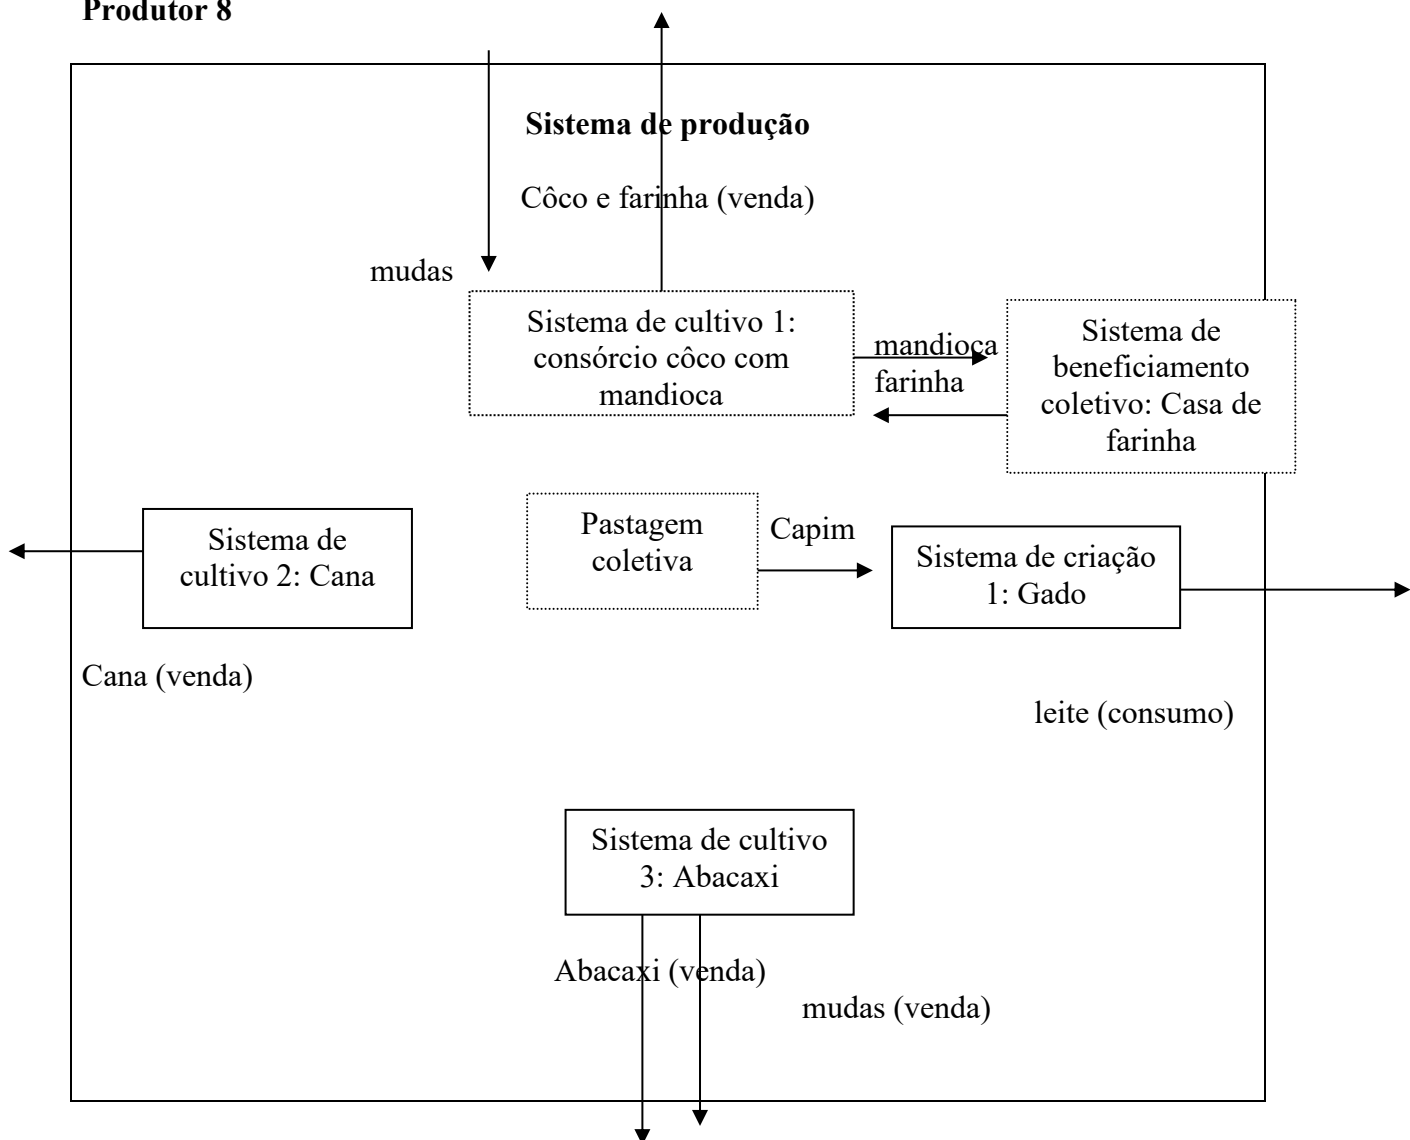 Produtor 8
Sistema de produção
Côco e farinha (venda)
mudas
Sistema de cultivo 1:
consórcio côco com
mandioca
mandioca
farinha
Sistema de
beneficiamento
coletivo: Casa de
farinha
Sistema de
cultivo 2: Cana
Pastagem
coletiva
Capim
Sistema de criação
1: Gado
Cana (venda)
leite (consumo)
Sistema de cultivo
3: Abacaxi
Abacaxi (venda)
mudas (venda)